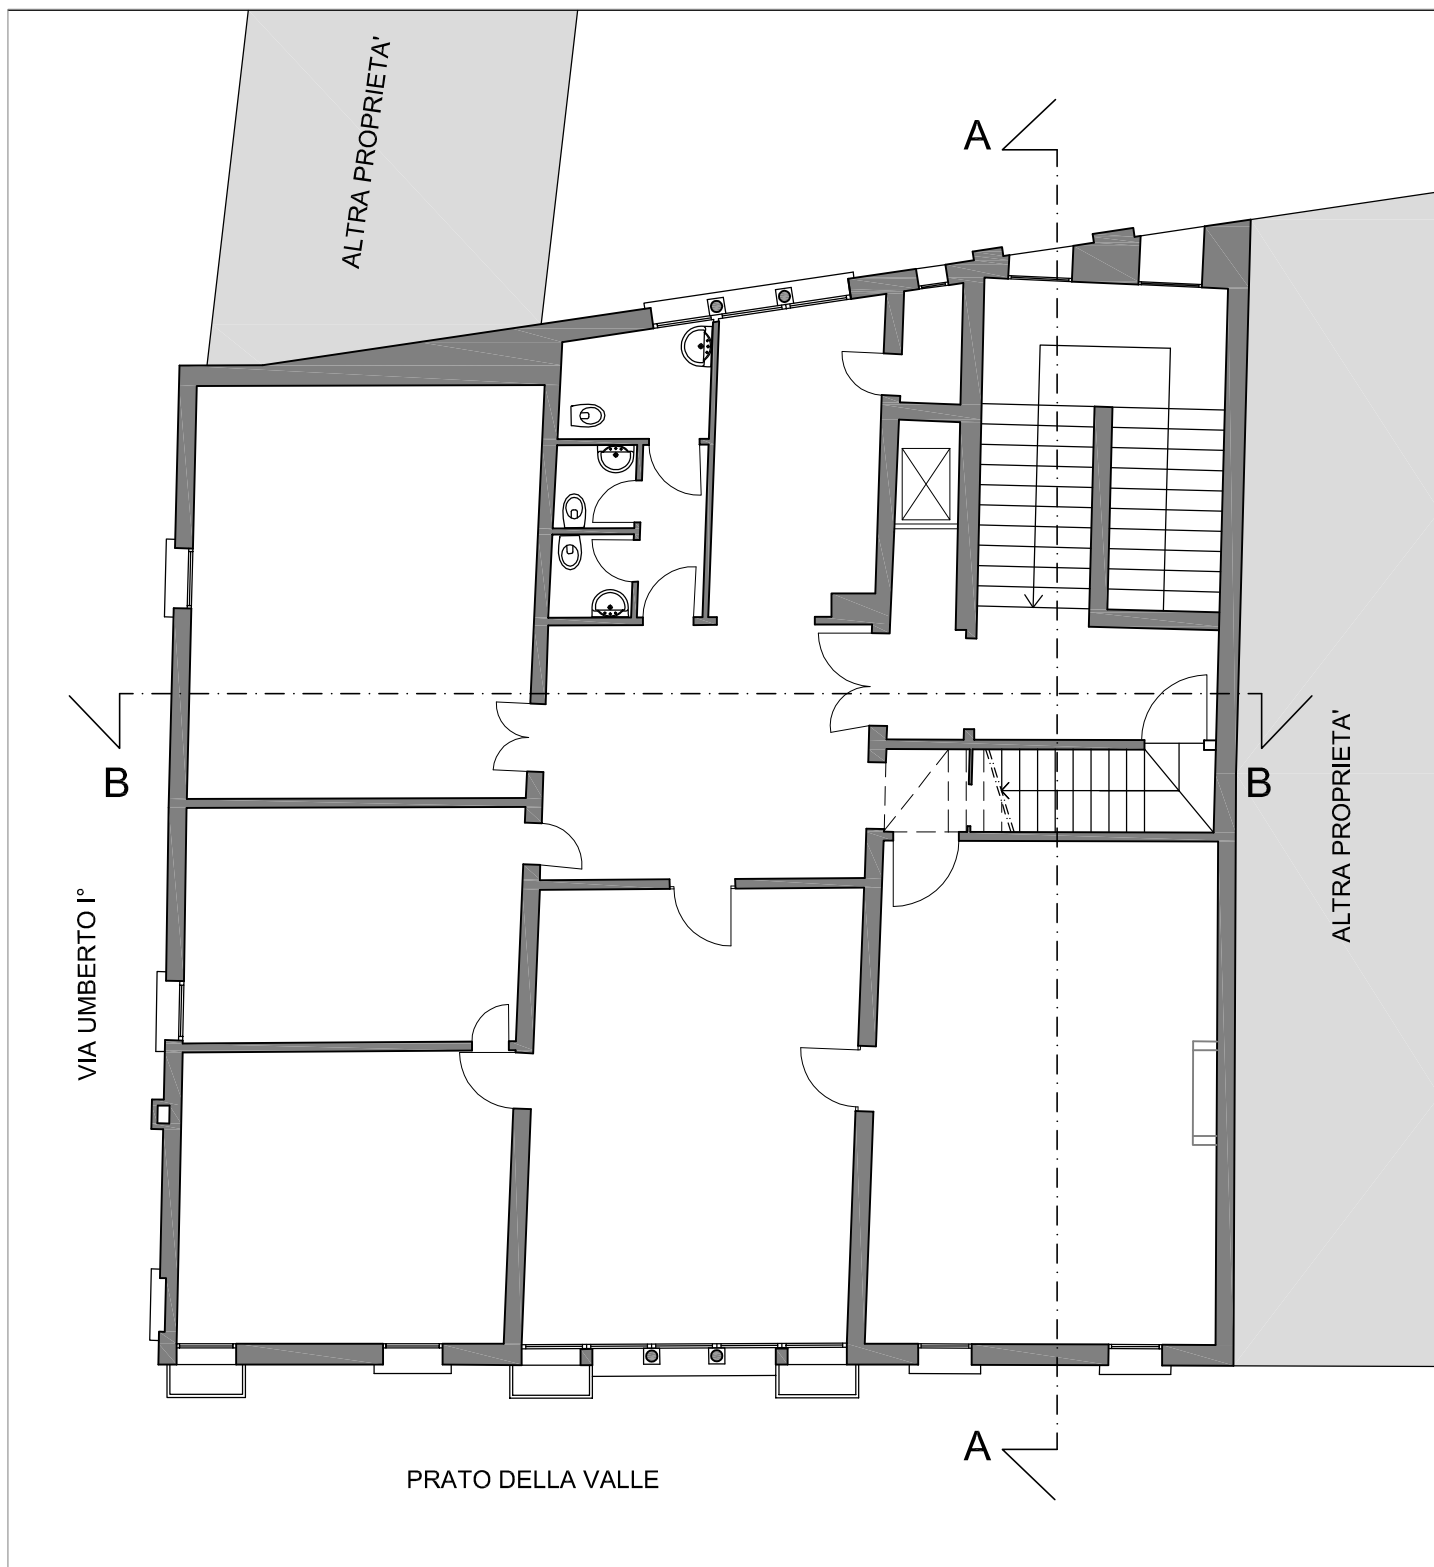 ALTRA PROPRIETA'
A
B
B
ALTRA PROPRIETA'
VIA UMBERTO I°
A
PRATO DELLA VALLE